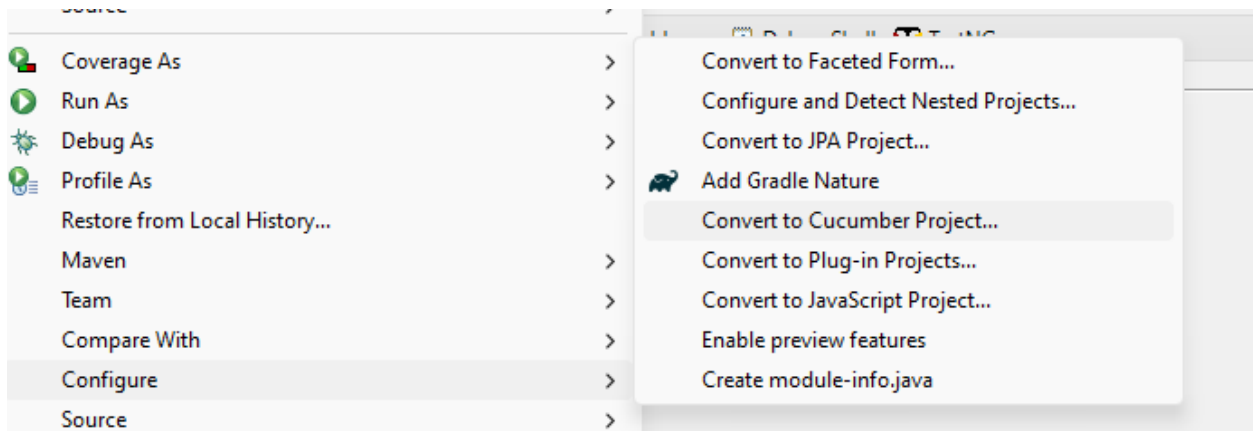 Source
Coverage As
Run As
Debug As
Profile As
Restore from Local History...
Maven
Team
Compare With
Configure
Source
Convert to Faceted Form...
Configure and Detect Nested Projects...
Convert to JPA Project...
Add Gradle Nature
Convert to Cucumber Project...
Convert to Plug-in Projects...
Convert to JavaScript Project...
Enable preview features
Create module-info.java